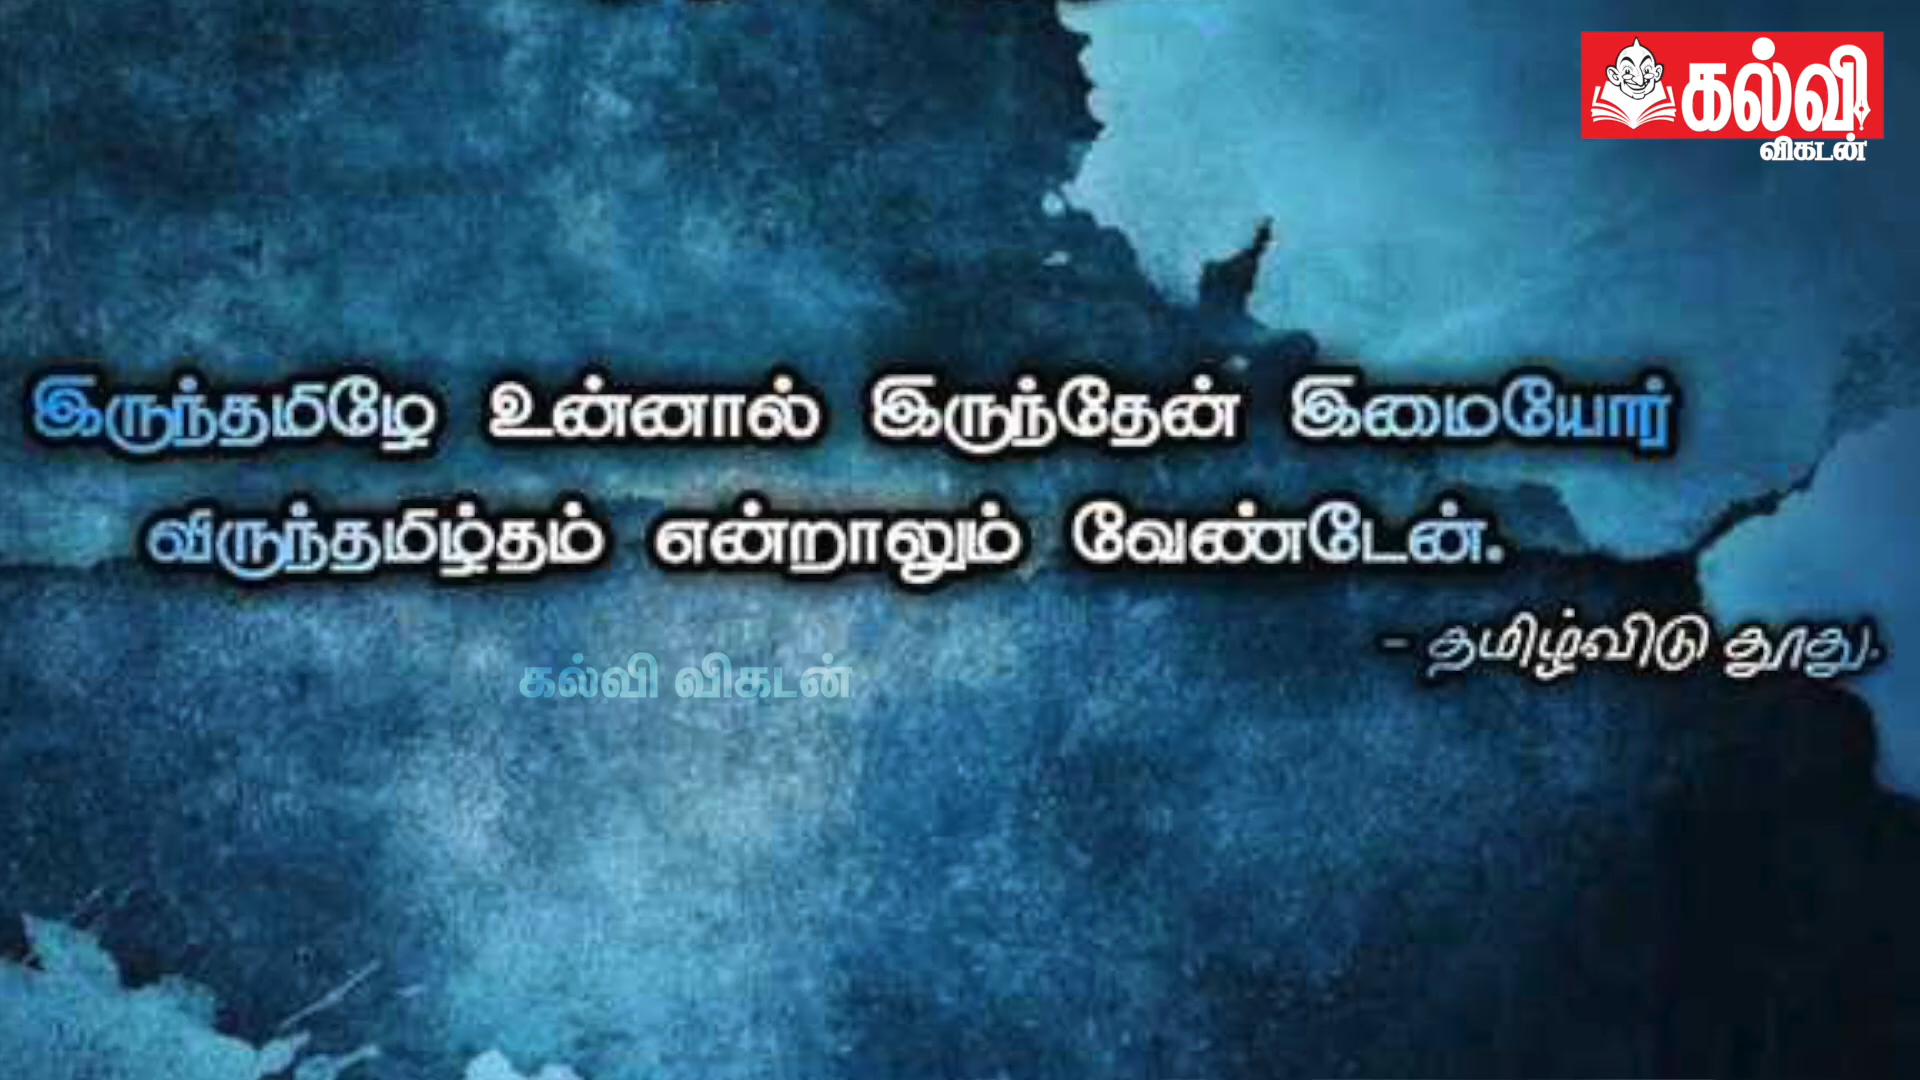 கல்வி
விகடன்
இருந்தமிழே உன்னால் இருந்தேன் இமையோர்
விருந்தமிழ்தம் என்றாலும் வேண்டேன்.
- தமிழ்விடு தூது.
கல்வி விகடன்